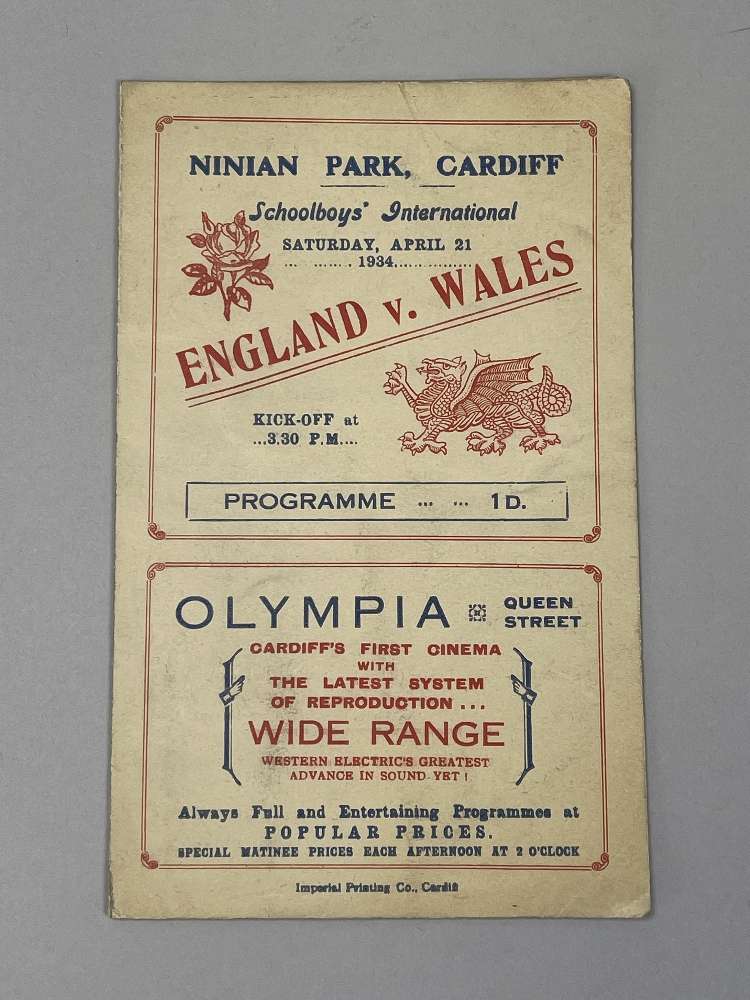 NINIAN PARK, CARDIFF
Schoolboys' International
SATURDAY, APRIL 21
... ....... . 1934...............
ENGLAND v. WALES
KICK-OFF at
...3.30 P.M....
PROGRAMME ... ... 1D.
OLYMPIA QUEEN STREET
CARDIFF'S FIRST CINEMA
WITH
THE LATEST SYSTEM
OF REPRODUCTION...
WIDE RANGE
WESTERN ELECTRIC'S GREATEST
ADVANCE IN SOUND YET!
Always Full and Entertaining Programmes at
POPULAR PRICES.
SPECIAL MATINEE PRICES EACH AFTERNOON AT 2 O'CLOCK
Imperial Printing Co., Cardiff